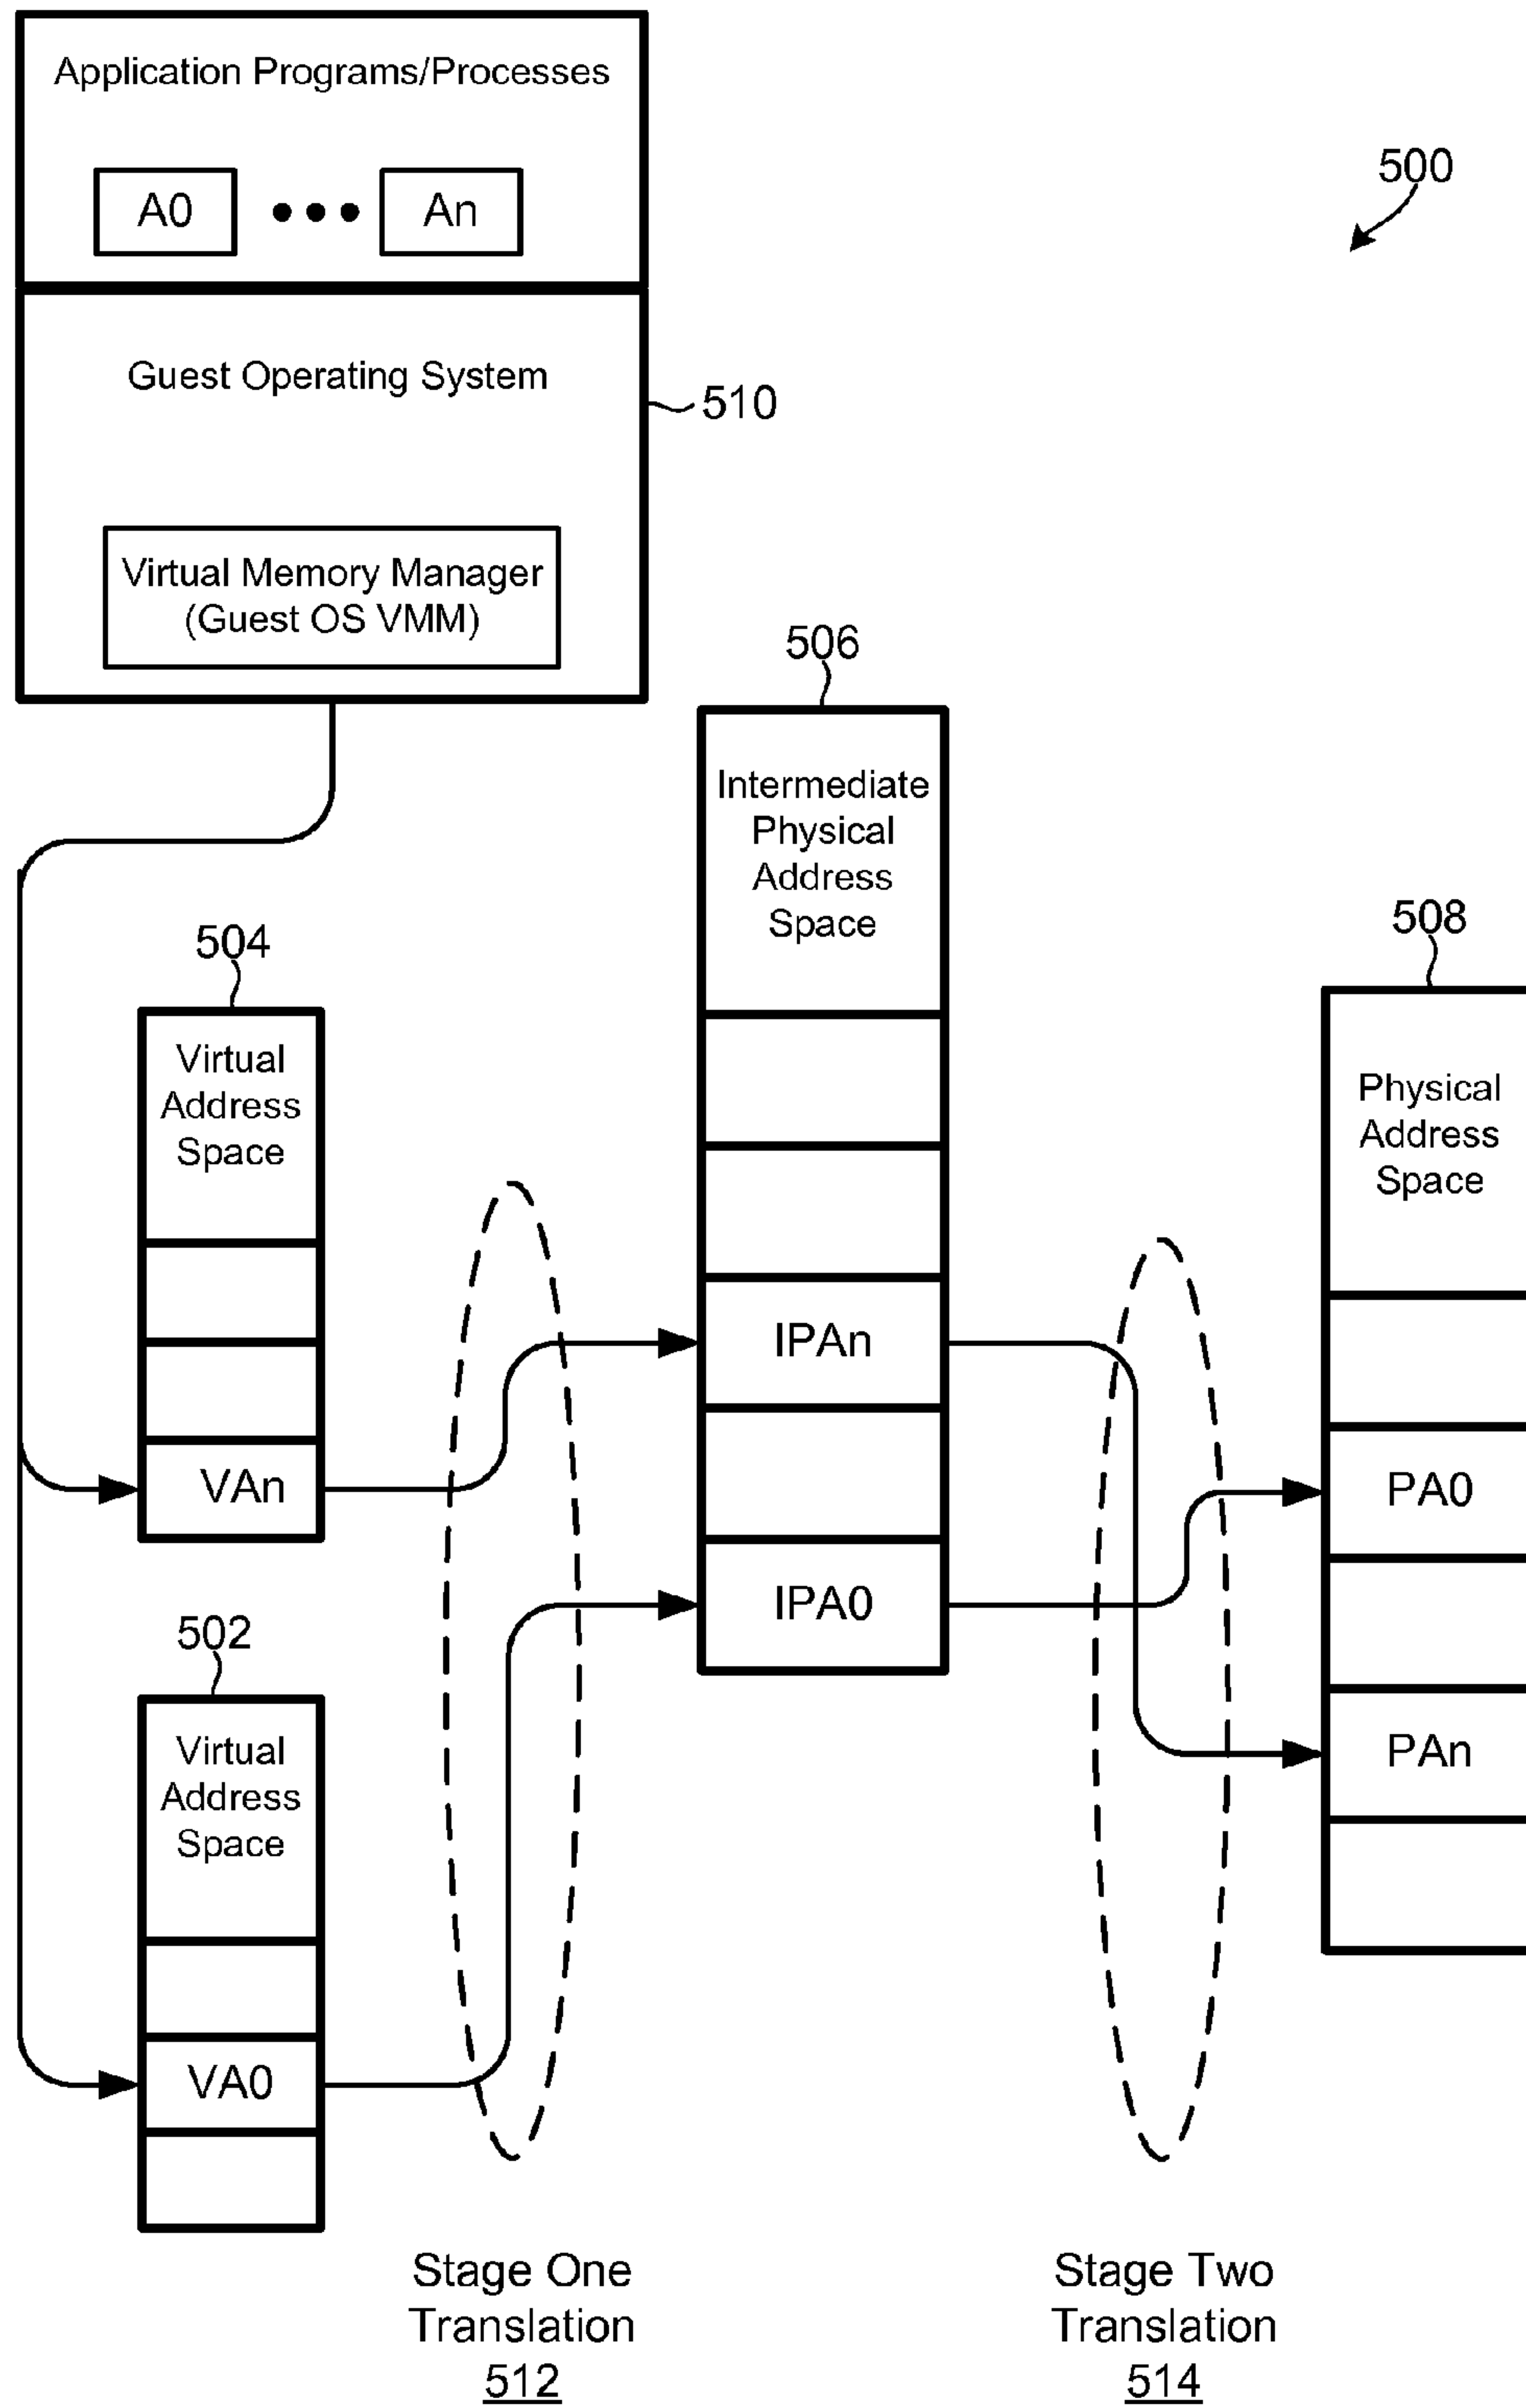 Application Programs/Processes
A0
An
500
Guest Operating System
510
Virtual Memory Manager
(Guest OS VMM)
506
Intermediate
Physical
Address
Space
504
Virtual
Address
Space
508
Physical
Address
Space
IPAn
VAn
PA0
IPA0
502
Virtual
Address
Space
PAn
VA0
Stage One
Translation
512
Stage Two
Translation
514